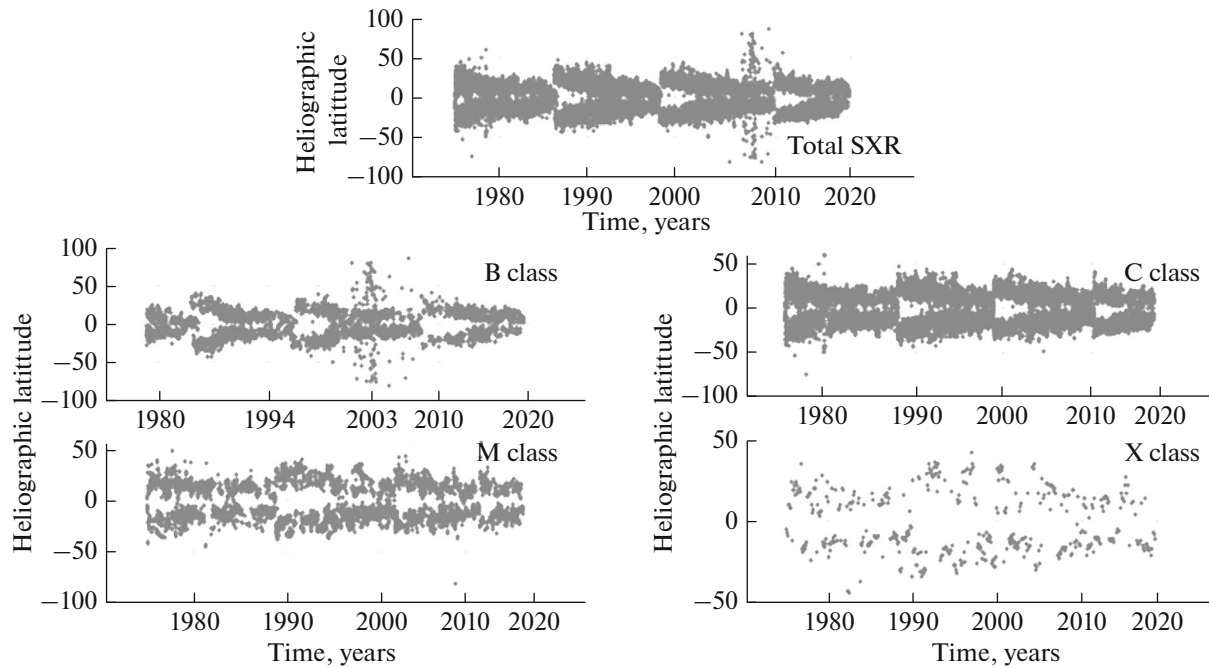 Heliographic
latittude
100
50
0
−50
−100
Total SXR
1980 1990 2000 2010 2020
Time, years
Heliographic latittude
100
50
0
−50
−100
B class
1980 1994 2003 2010 2020
50
0
−50
−100
M class
1980 1990 2000 2010 2020
Time, years
Heliographic latittude
50
0
−50
−100
C class
1980 1990 2000 2010 2020
50
0
−50
X class
1980 1990 2000 2010 2020
Time, years